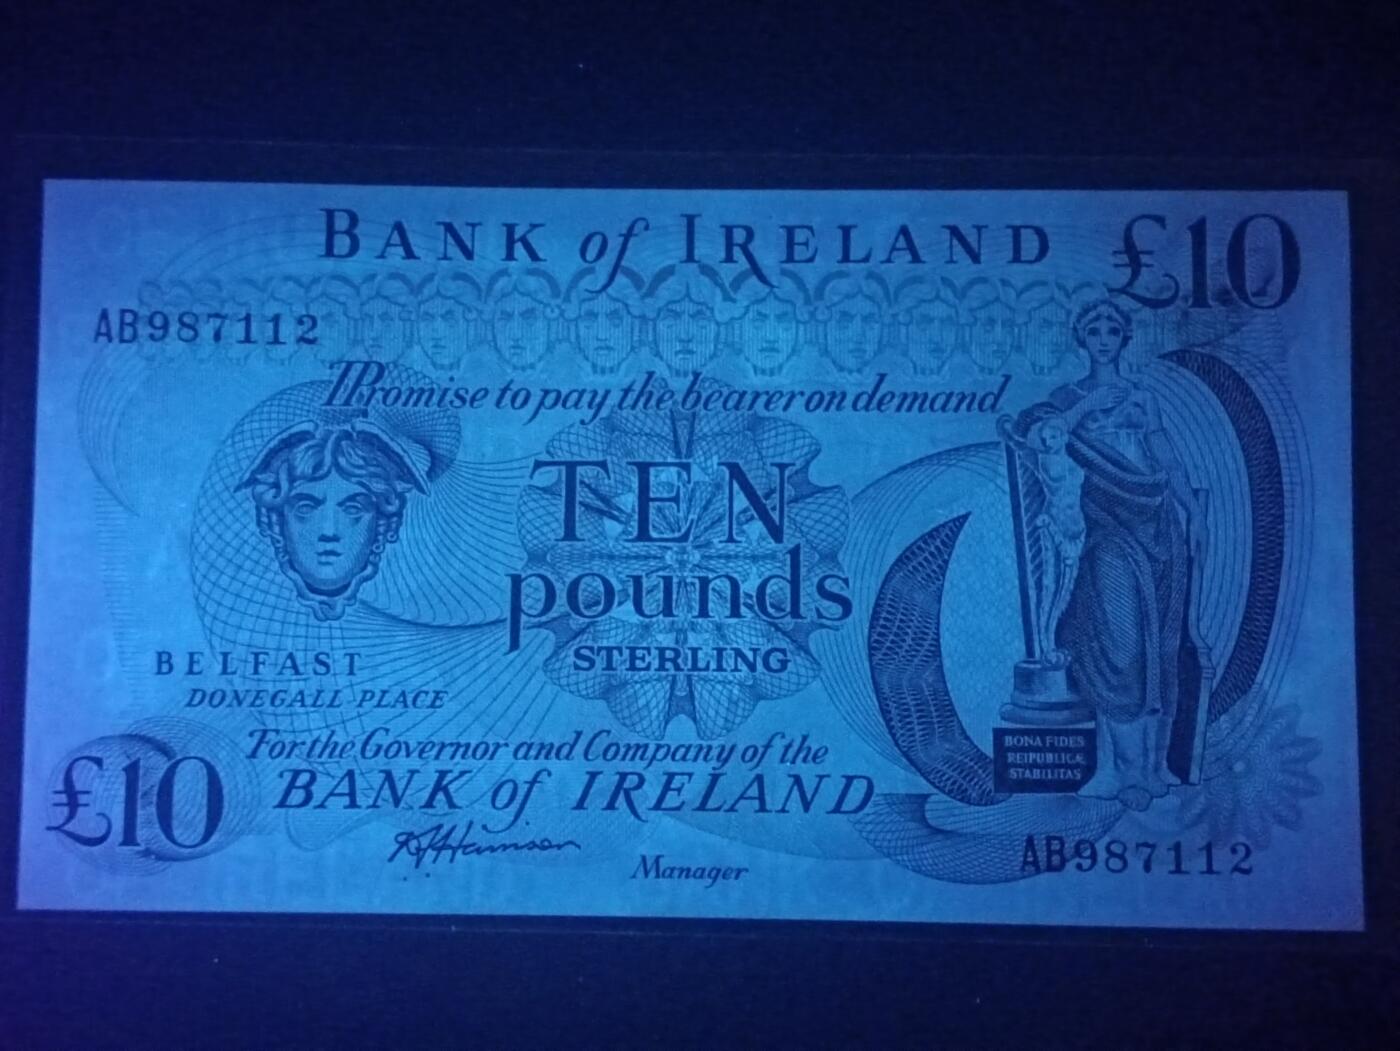 BANK of IRELAND £10
AB987112
I Promise to pay the bearer on demand
TEN
pounds
STERLING
BELFAST
DONEGALL PLACE
For the Governor and Company of the
BANK of IRELAND
£10
Manager
BONA FIDES
REIPUBLICÆ
STABILITAS
AB987112